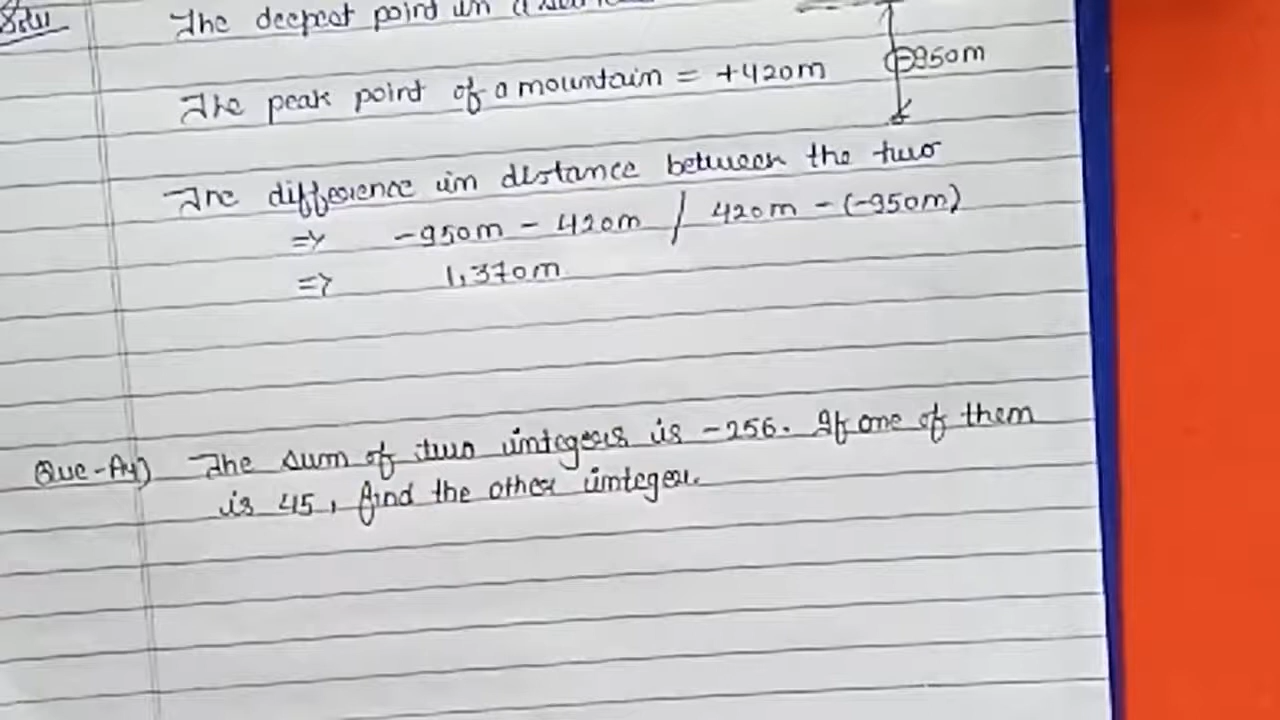 Solu
The deepest point in
The peak point of a mountain = +420m
-950m
The difference in distance between the two
=> -950m - 420m / 420m - (-950m)
=> 1,370m
Que-A4) The sum of two integers is -256. If one of them
is 45, find the other integer.